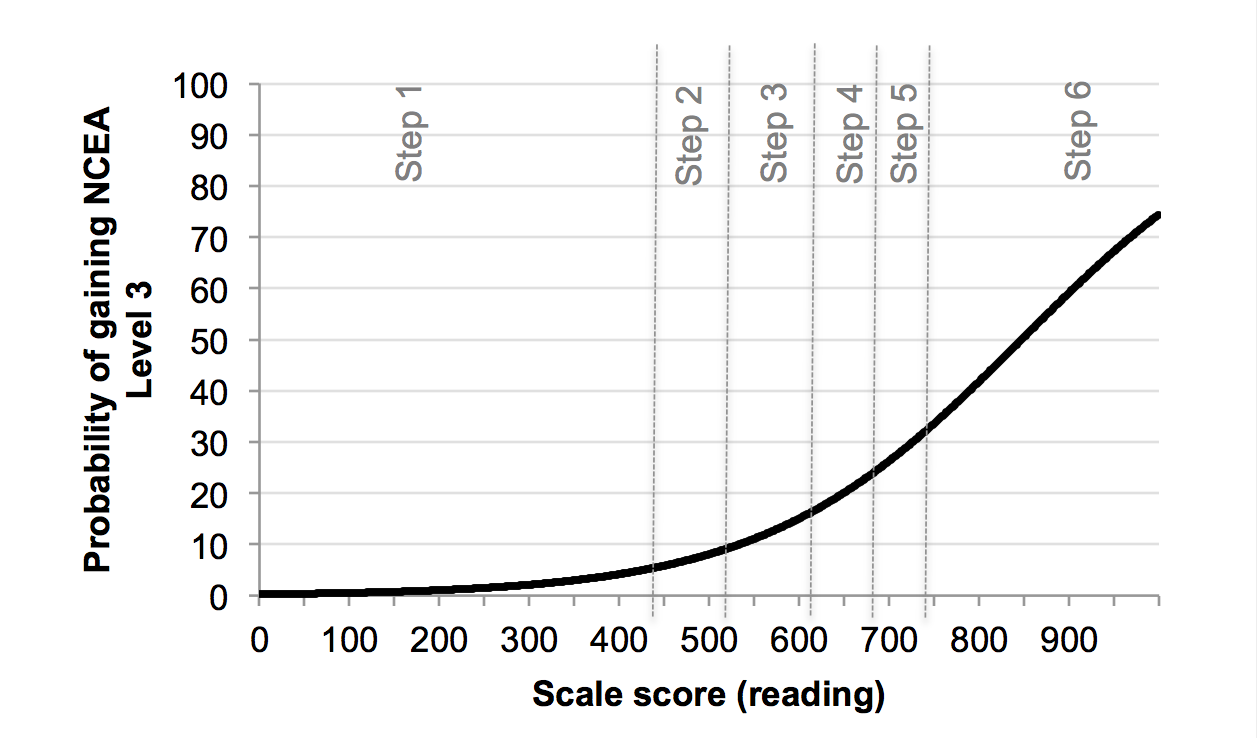 Probability of gaining NCEA
Level 3
100
90
80
70
60
50
40
30
20
10
0
Step 1
Step 2
Step 3
Step 4
Step 5
Step 6
0 100 200 300 400 500 600 700 800 900
Scale score (reading)